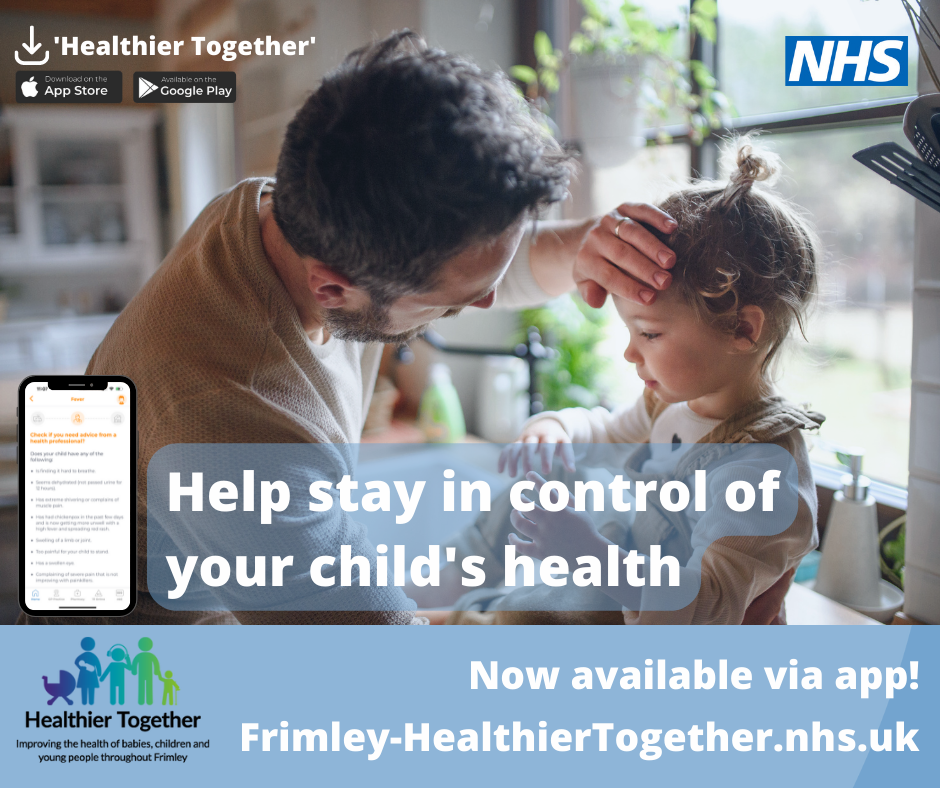 'Healthier Together'
NHS
Download on the
App Store
Available on the
Google Play
Fever
Check if you need advice from a
health professional?
Does your child have any of the
following:
Is finding it hard to breathe.
Seems dehydrated (not passed urine for
12 hours).
Has extreme shivering or complains of
muscle pain.
Has had chickenpox in the past few days
and is now getting more unwell with a
high fever and spreading red rash.
Swelling of a limb or joint.
Too painful for your child to stand.
Has a swollen eye.
Complaining of severe pain that is not
improving with painkillers.
Help stay in control of
your child's health
Healthier Together
Improving the health of babies, children and
young people throughout Frimley
Now available via app!
Frimley-HealthierTogether.nhs.uk